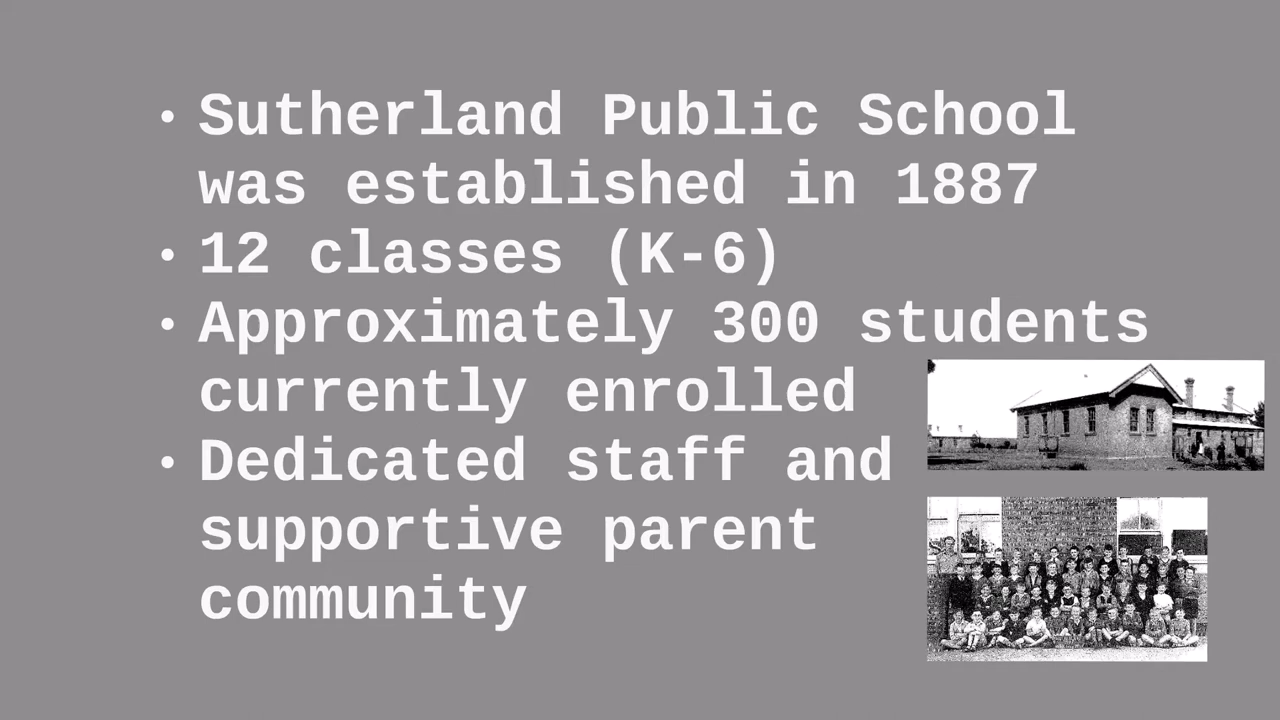 • Sutherland Public School
was established in 1887
• 12 classes (K-6)
• Approximately 300 students
currently enrolled
• Dedicated staff and
supportive parent
community